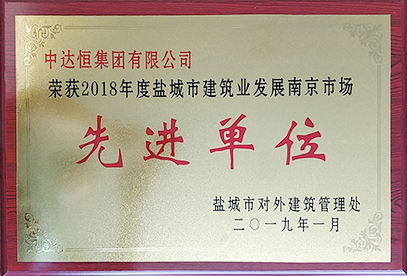 中达恒集团有限公司
荣获2018年度盐城市建筑业发展南京市场
先进单位
盐城市对外建筑管理处
二〇一九年一月